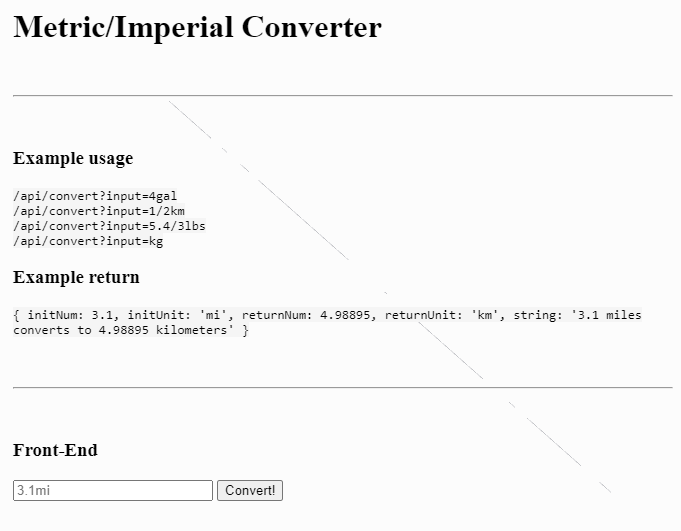 Metric/Imperial Converter
Example usage
/api/convert?input=4gal
/api/convert?input=1/2km
/api/convert?input=5.4/3lbs
/api/convert?input=kg
Example return
{ initNum: 3.1, initUnit: 'mi', returnNum: 4.98895, returnUnit: 'km', string: '3.1 miles
converts to 4.98895 kilometers' }
Front-End
3.1mi Convert!